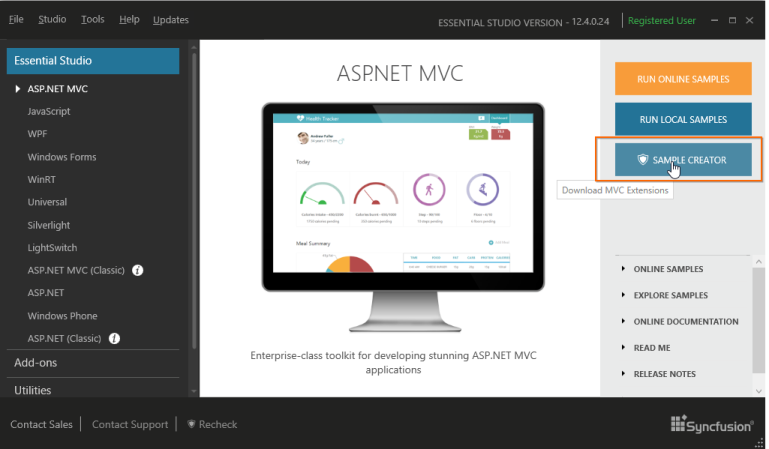 File Studio Tools Help Updates
ESSENTIAL STUDIO VERSION - 12.4.0.24
Registered User
Essential Studio
ASP.NET MVC
JavaScript
WPF
Windows Forms
WinRT
Universal
Silverlight
LightSwitch
ASP.NET MVC (Classic)
ASP.NET
Windows Phone
ASP.NET (Classic)
Add-ons
Utilities
ASP.NET MVC
Health Tracker
Dashboard
Andrew Fuller
Today
Meal Summary
Enterprise-class toolkit for developing stunning ASP.NET MVC
applications
RUN ONLINE SAMPLES
RUN LOCAL SAMPLES
SAMPLE CREATOR
Download MVC Extensions
ONLINE SAMPLES
EXPLORE SAMPLES
ONLINE DOCUMENTATION
READ ME
RELEASE NOTES
Contact Sales
Contact Support
Recheck
Syncfusion®